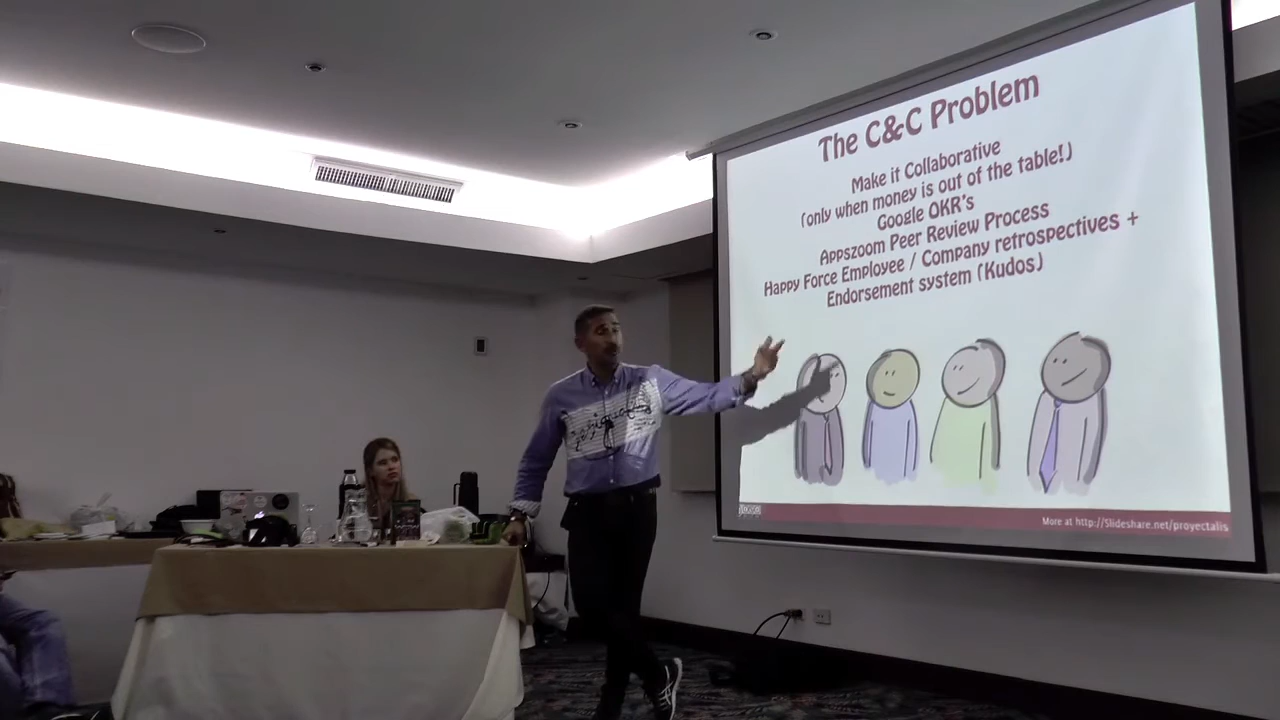 The C&C Problem
Make it Collaborative
(only when money is out of the table!)
Google OKR's
Appszoom Peer Review Process
Happy Force Employee / Company retrospectives +
Endorsement system (Kudos)
More at http://Slideshare.net/proyectalis
Desigual